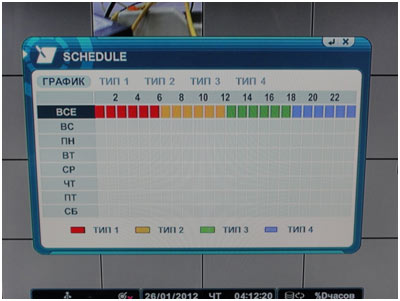 SCHEDULE
ГРАФИК ТИП 1 ТИП 2 ТИП 3 ТИП 4
2 4 6 8 10 12 14 16 18 20 22
ВСЕ
ВС
ПН
ВТ
СР
ЧТ
ПТ
СБ
ТИП 1 ТИП 2 ТИП 3 ТИП 4
26/01/2012 ЧТ 04:12:20 %Dчасов